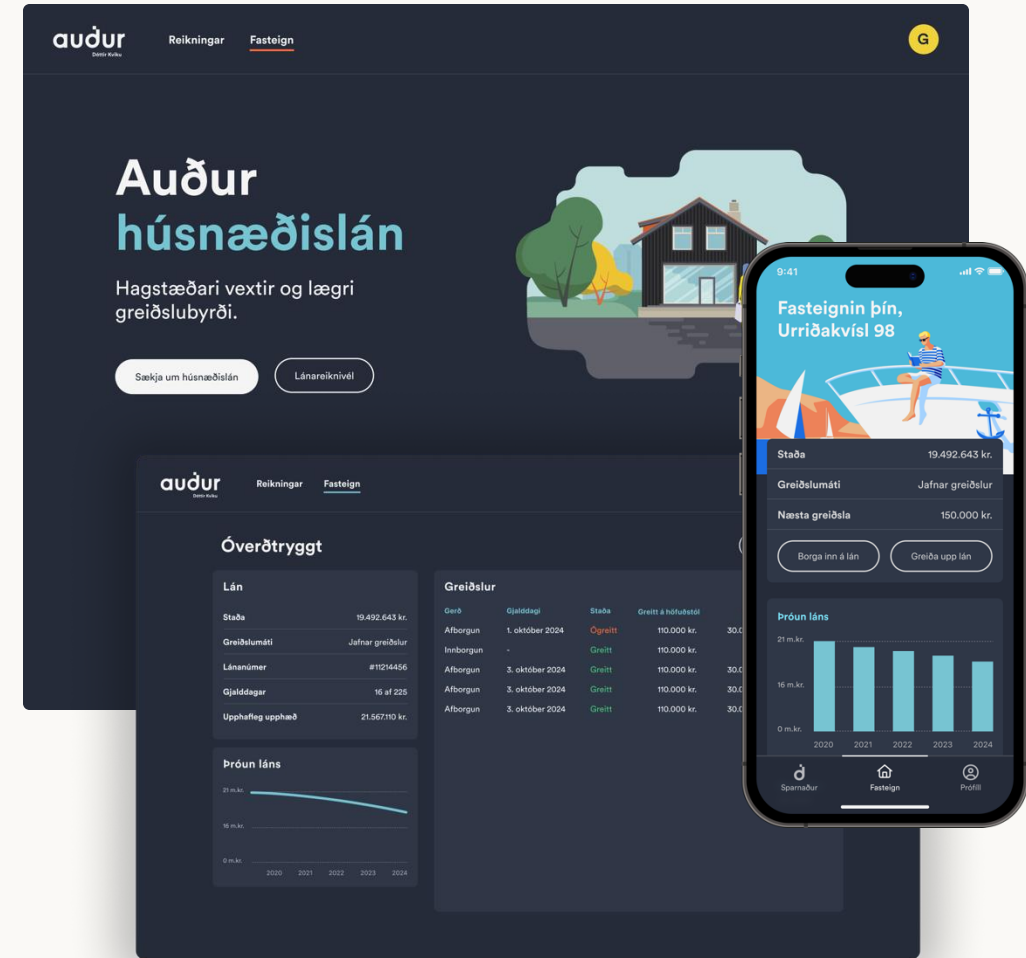 auður
Dóttir Kviku
Reikningar
Fasteign
G
Auður
húsnæðislán
Hagstæðari vextir og lægri
greiðslubyrði.
Sækja um húsnæðislán
Lánareiknivél
auður
Dóttir Kviku
Reikningar
Fasteign
Óverðtryggt
Lán
Staða 19.492.643 kr.
Greiðslumáti Jafnar greiðslur
Lánanúmer #11214456
Gjalddagar 16 af 225
Upphafleg upphæð 21.567.110 kr.
Þróun láns
21 m.kr.
16 m.kr.
0 m.kr.
2020 2021 2022 2023 2024
Greiðslur
Gerð Gjalddagi Staða Greitt á höfuðstól
Afborgun 1. október 2024 Ógreitt 110.000 kr.
Innborgun - Greitt 110.000 kr.
Afborgun 3. október 2024 Greitt 110.000 kr.
Afborgun 3. október 2024 Greitt 110.000 kr.
Afborgun 3. október 2024 Greitt 110.000 kr.
9:41
Fasteignin þín,
Urriðakvísl 98
Staða 19.492.643 kr.
Greiðslumáti Jafnar greiðslur
Næsta greiðsla 150.000 kr.
Borga inn á lán
Greiða upp lán
Þróun láns
21 m.kr.
16 m.kr.
0 m.kr.
2020 2021 2022 2023 2024
Sparnaður
Fasteign
Prófíll